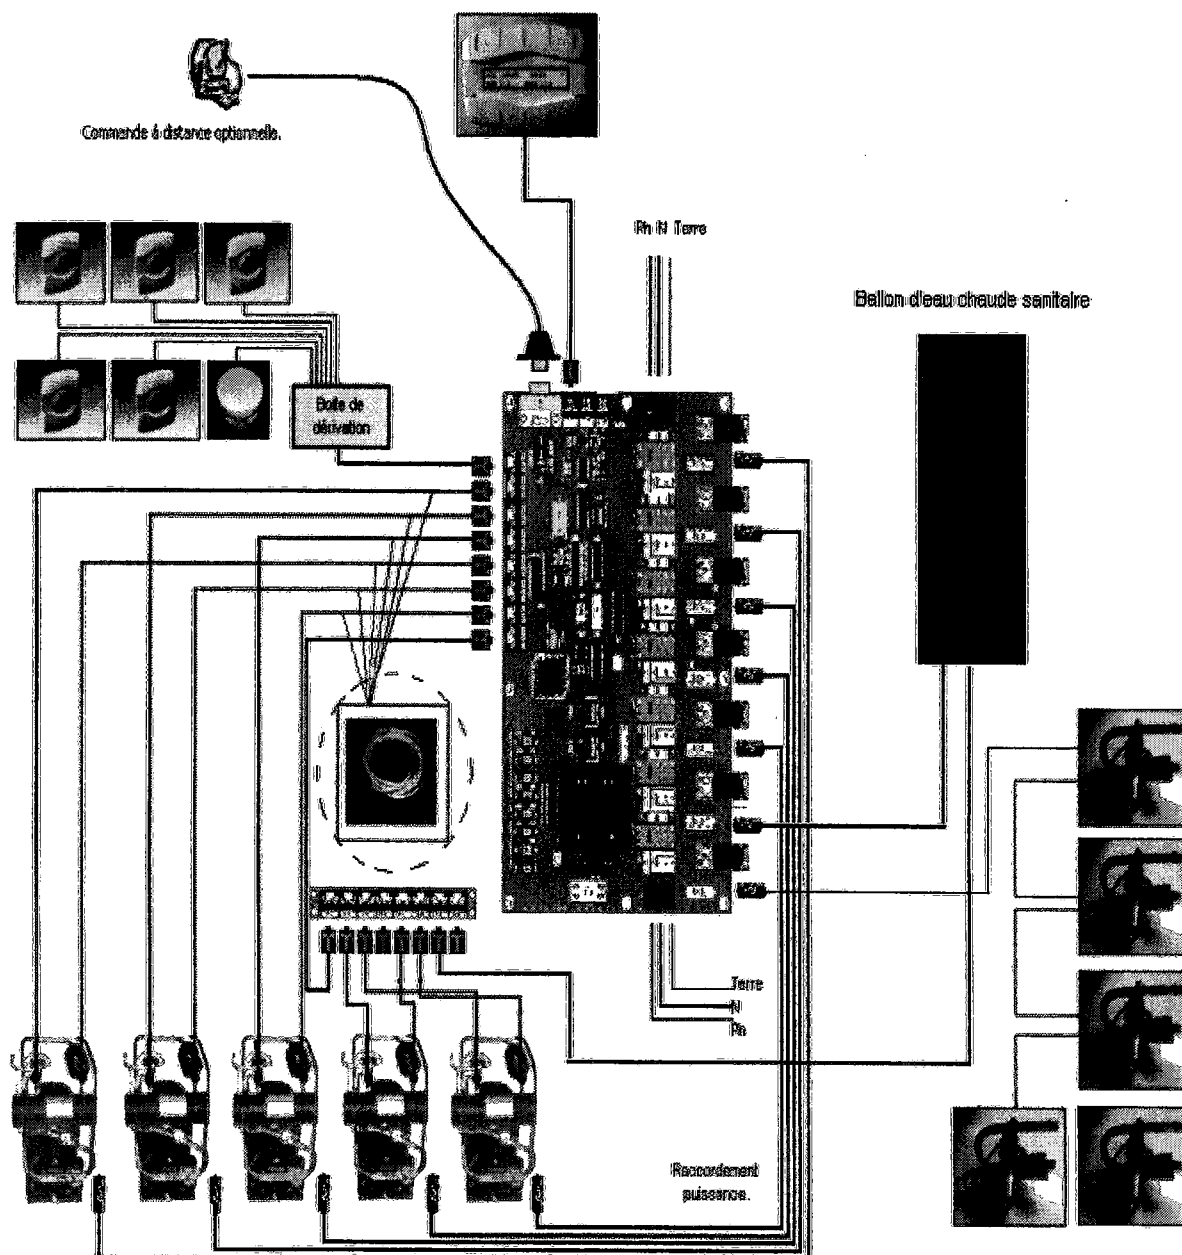 Commande à distance optionnelle.
Ph N Terre
Ballon d'eau chaude sanitaire
Boite de
dérivation
Terre
N
Ph
Raccordement
puissance.